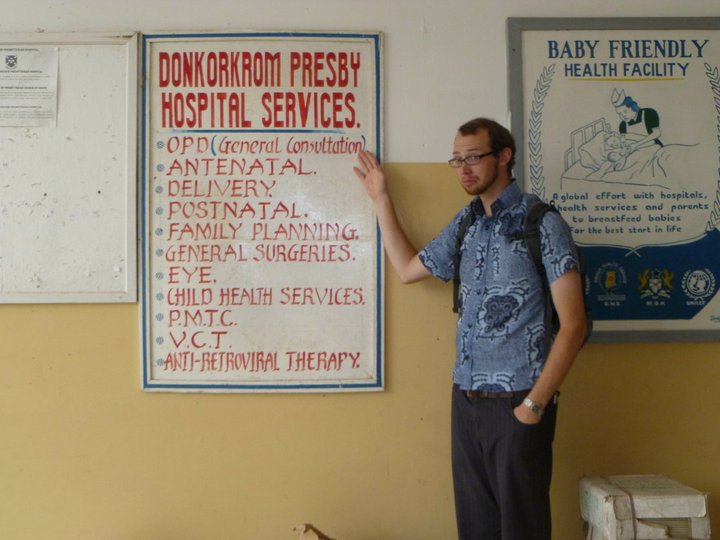 DONKORKROM PRESBY
HOSPITAL SERVICES.
OPD (General Consultation)
ANTENATAL.
DELIVERY
POSTNATAL.
FAMILY PLANNING.
GENERAL SURGERIES.
EYE.
CHILD HEALTH SERVICES.
P.M.T.C.
V.C.T.
ANTI-RETROVIRAL THERAPY.
BABY FRIENDLY
HEALTH FACILITY
A global effort with hospitals,
health services and parents
to breastfeed babies
for the best start in life
G.H.S.
M.O.H
UNICEF